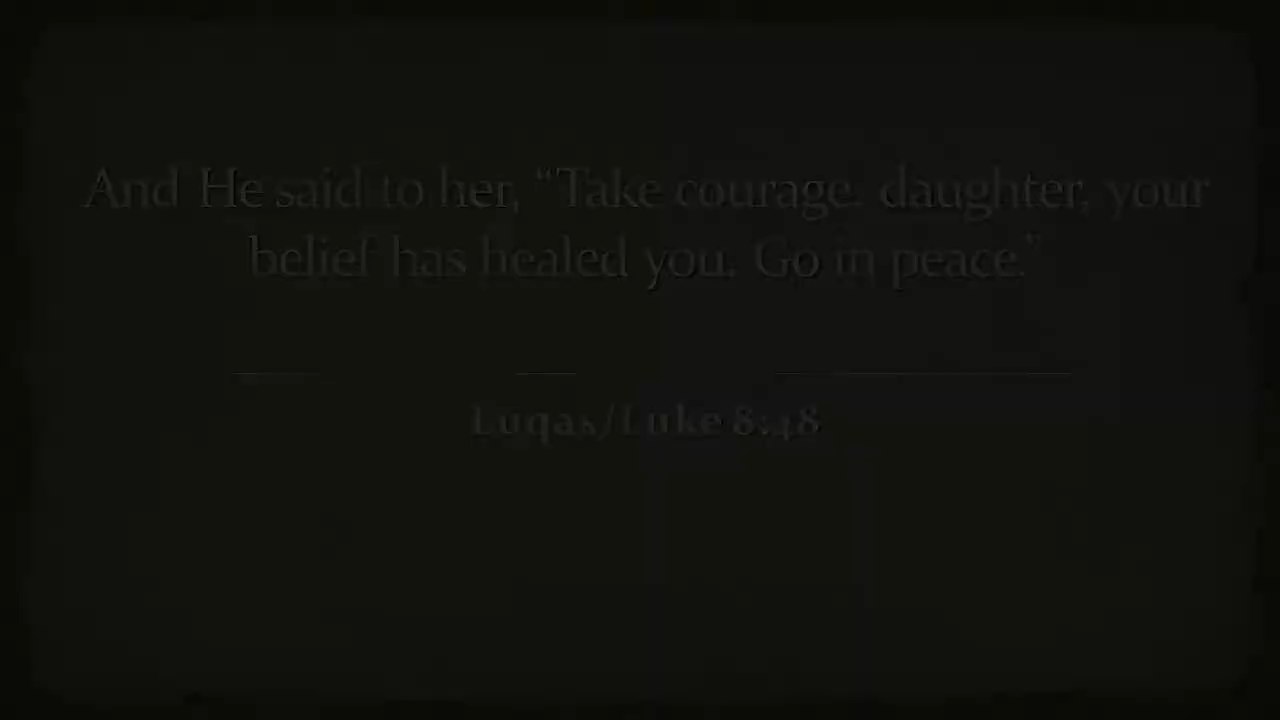 And He said to her, “Take courage, daughter, your
belief has healed you. Go in peace.”
Luqas/Luke 8:48